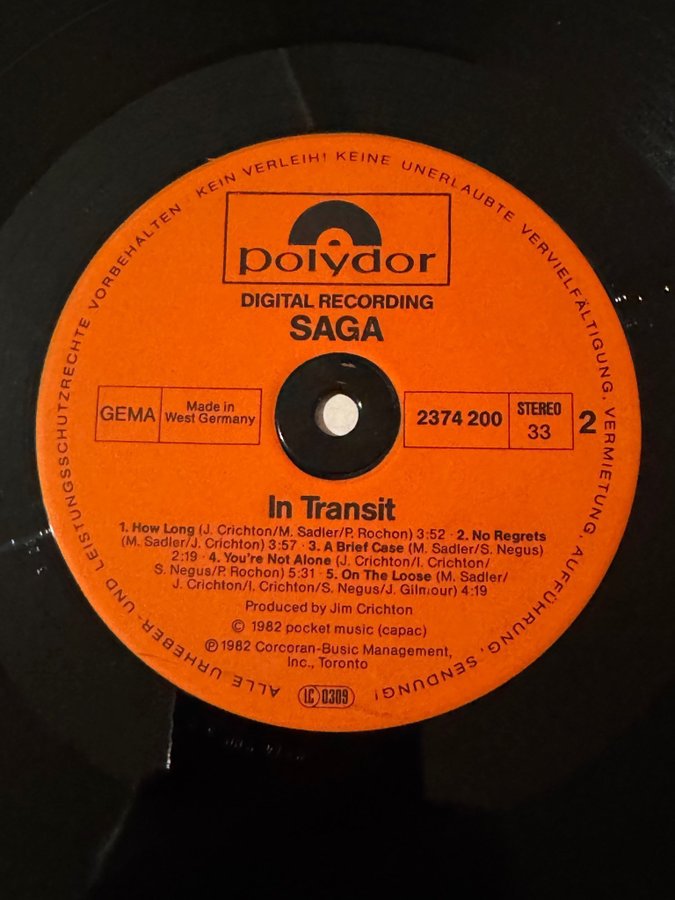 ALLE URHEBER- UND LEISTUNGSSCHUTZRECHTE VORBEHALTEN · KEIN VERLEIH! KEINE UNERLAUBTE VERVIELFÄLTIGUNG, VERMIETUNG, AUFFÜHRUNG, SENDUNG!
polydor
DIGITAL RECORDING
SAGA
GEMA
Made in
West Germany
2374 200
STEREO
33
2
In Transit
1. How Long (J. Crichton/M. Sadler/P. Rochon) 3:52 · 2. No Regrets
(M. Sadler/J. Crichton) 3:57 · 3. A Brief Case (M. Sadler/S. Negus)
2:19 · 4. You're Not Alone (J. Crichton/I. Crichton/
S. Negus/P. Rochon) 5:31 · 5. On The Loose (M. Sadler/
J. Crichton/I. Crichton/S. Negus/J. Gilmour) 4:19
Produced by Jim Crichton
© 1982 pocket music (capac)
℗ 1982 Corcoran-Busic Management,
Inc., Toronto
LC 0309